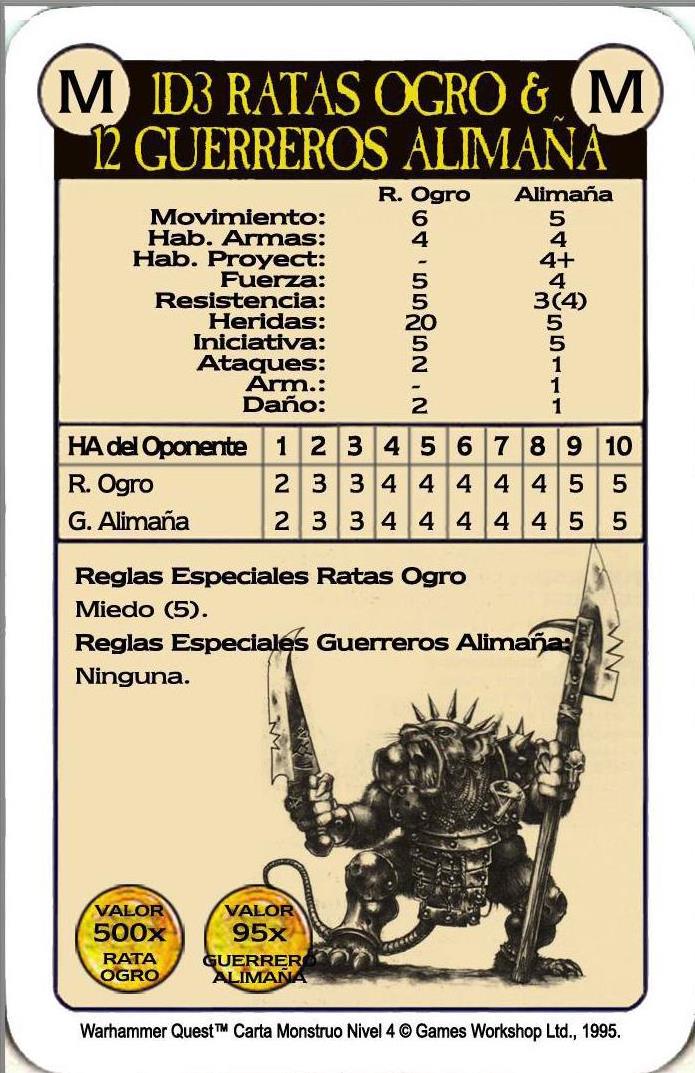 M 1D3 RATAS OGRO & M
12 GUERREROS ALIMAÑA
R. Ogro Alimaña
Movimiento: 6 5
Hab. Armas: 4 4
Hab. Proyect: - 4+
Fuerza: 5 4
Resistencia: 5 3(4)
Heridas: 20 5
Iniciativa: 5 5
Ataques: 2 1
Arm.: - 1
Daño: 2 1
HA del Oponente 1 2 3 4 5 6 7 8 9 10
R. Ogro 2 3 3 4 4 4 4 4 5 5
G. Alimaña 2 3 3 4 4 4 4 4 5 5
Reglas Especiales Ratas Ogro
Miedo (5).
Reglas Especiales Guerreros Alimaña:
Ninguna.
VALOR
500x
RATA
OGRO
VALOR
95x
GUERRERO
ALIMAÑA
Warhammer Quest™ Carta Monstruo Nivel 4 © Games Workshop Ltd., 1995.